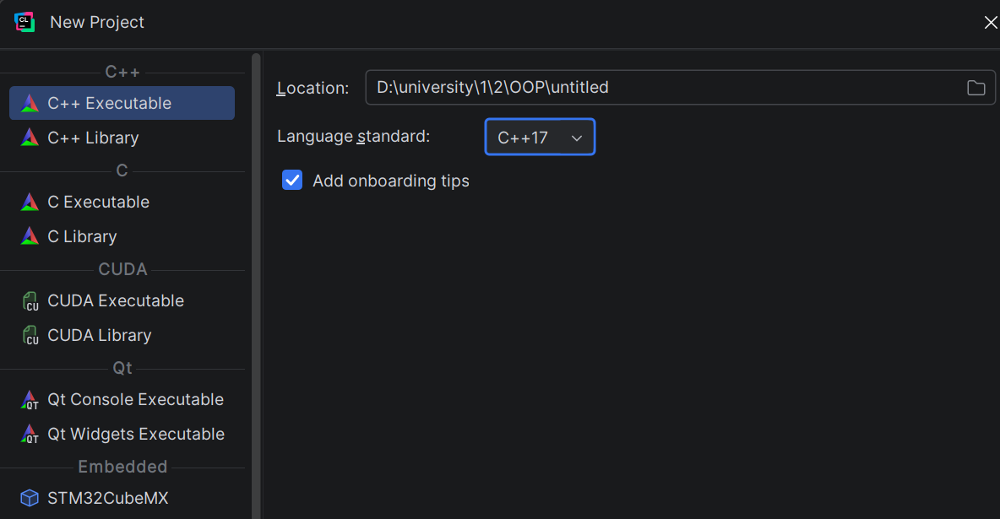 CL
New Project
C++
C++ Executable
C++ Library
C
C Executable
C Library
CUDA
CU
CUDA Executable
CU
CUDA Library
Qt
QT
Qt Console Executable
QT
Qt Widgets Executable
Embedded
STM32CubeMX
Location:
D:\university\1\2\OOP\untitled
Language standard:
C++17
Add onboarding tips